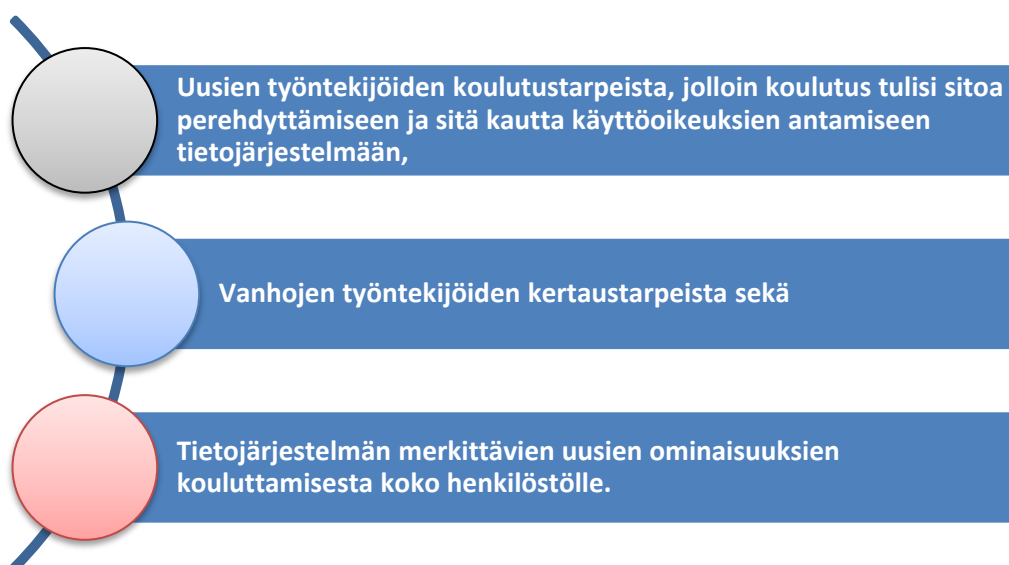 Uusien työntekijöiden koulutustarpeista, jolloin koulutus tulisi sitoa
perehdyttämiseen ja sitä kautta käyttöoikeuksien antamiseen
tietojärjestelmään,
Vanhojen työntekijöiden kertaustarpeista sekä
Tietojärjestelmän merkittävien uusien ominaisuuksien
kouluttamisesta koko henkilöstölle.